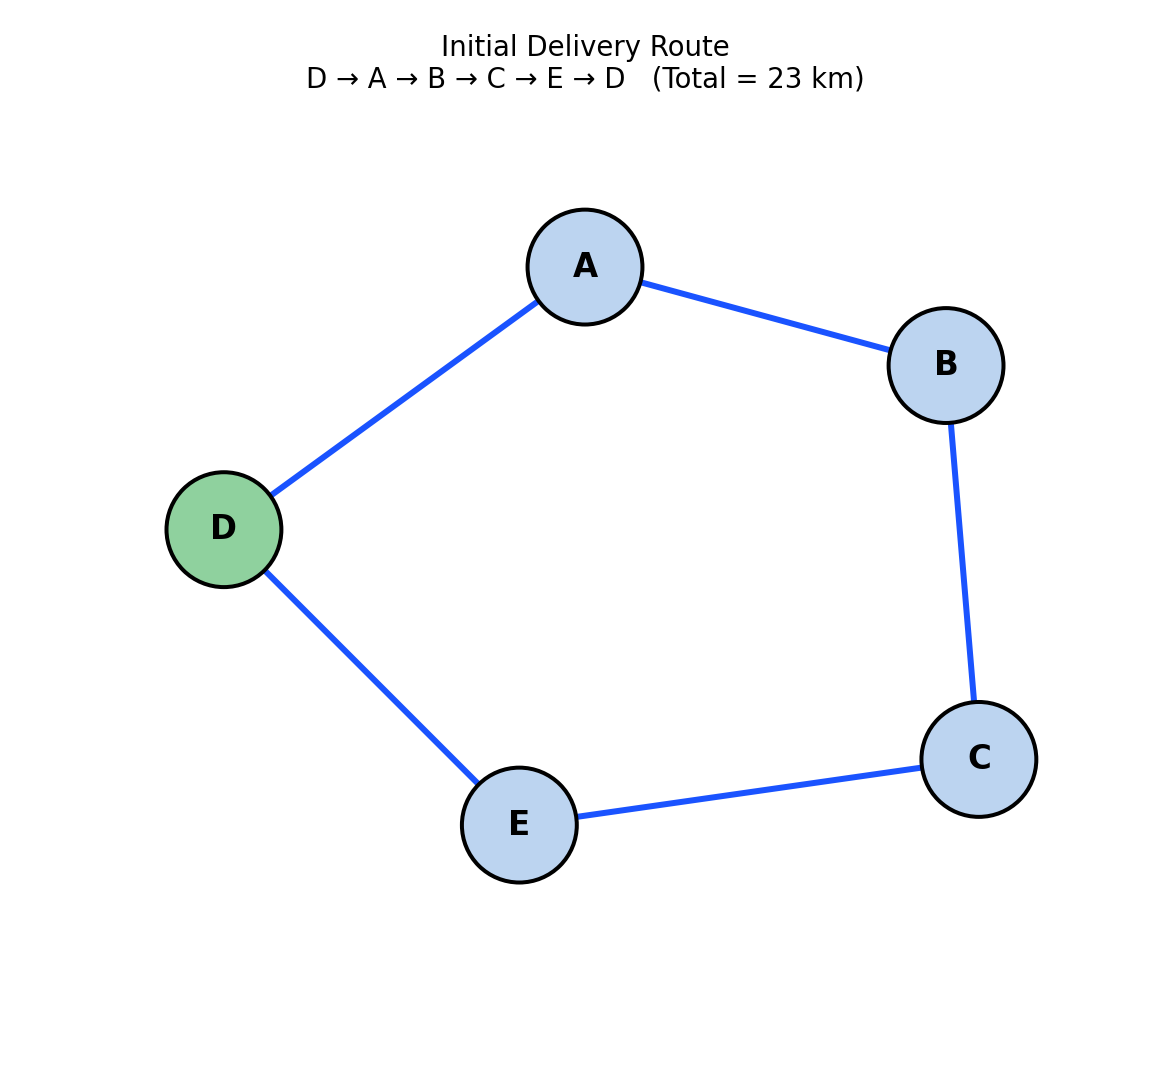 Initial Delivery Route
D → A → B → C → E → D (Total = 23 km)
A
B
D
C
E